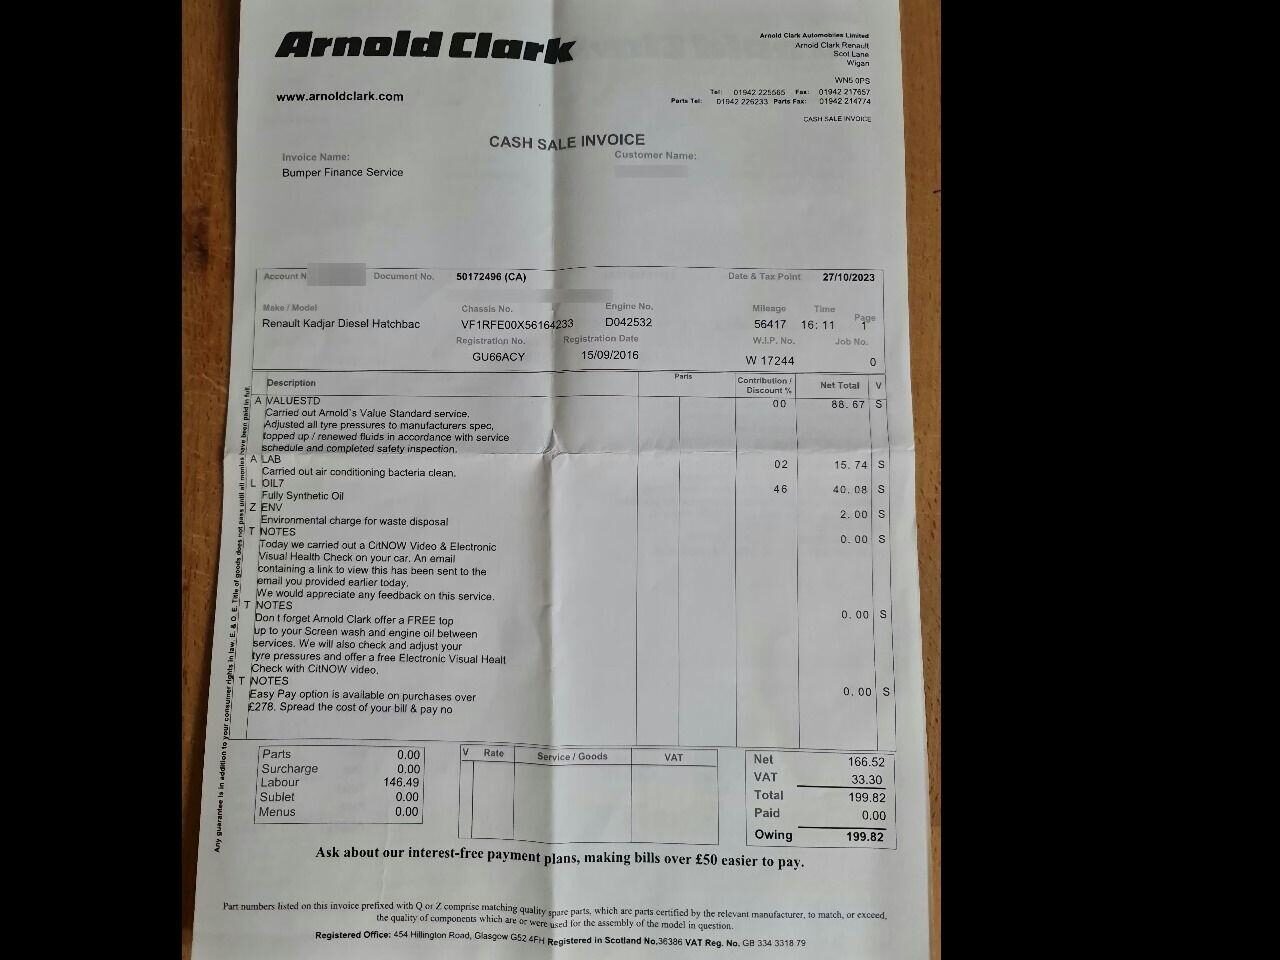 Arnold Clark
Arnold Clark Automobiles Limited
Arnold Clark Renault
Scot Lane
Wigan
WN5 0PS
www.arnoldclark.com
Tel: 01942 225565 Fax: 01942 217657
Parts Tel: 01942 226233 Parts Fax: 01942 214774
CASH SALE INVOICE
CASH SALE INVOICE
Invoice Name: Customer Name:
Bumper Finance Service
Account N Document No. 50172496 (CA) Date & Tax Point 27/10/2023
Make / Model Chassis No. Engine No. Mileage Time Page
Renault Kadjar Diesel Hatchbac VF1RFE00X56164233 D042532 56417 16: 11 1
Registration No. Registration Date W.I.P. No. Job No.
GU66ACY 15/09/2016 W 17244 0
Description Parts Contribution / Discount % Net Total V
A VALUESTD 00 88.67 S
Carried out Arnold`s Value Standard service.
Adjusted all tyre pressures to manufacturers spec,
topped up / renewed fluids in accordance with service
schedule and completed safety inspection.
A LAB 02 15.74 S
Carried out air conditioning bacteria clean.
L OIL7 46 40.08 S
Fully Synthetic Oil
Z ENV 2.00 S
Environmental charge for waste disposal
T NOTES 0.00 S
Today we carried out a CitNOW Video & Electronic
Visual Health Check on your car. An email
containing a link to view this has been sent to the
email you provided earlier today.
We would appreciate any feedback on this service.
T NOTES 0.00 S
Don t forget Arnold Clark offer a FREE top
up to your Screen wash and engine oil between
services. We will also check and adjust your
tyre pressures and offer a free Electronic Visual Healt
Check with CitNOW video.
T NOTES 0.00 S
Easy Pay option is available on purchases over
£278. Spread the cost of your bill & pay no
Any guarantee is in addition to your consumer rights in law. E. & O. E. Title of goods does not pass until all monies have been paid in full.
Parts 0.00
Surcharge 0.00
Labour 146.49
Sublet 0.00
Menus 0.00
V Rate Service / Goods VAT
Net 166.52
VAT 33.30
Total 199.82
Paid 0.00
Owing 199.82
Ask about our interest-free payment plans, making bills over £50 easier to pay.
Part numbers listed on this invoice prefixed with Q or Z comprise matching quality spare parts, which are parts certified by the relevant manufacturer, to match, or exceed,
the quality of components which are or were used for the assembly of the model in question.
Registered Office: 454 Hillington Road, Glasgow G52 4FH Registered in Scotland No.36386 VAT Reg. No. GB 334 3318 79